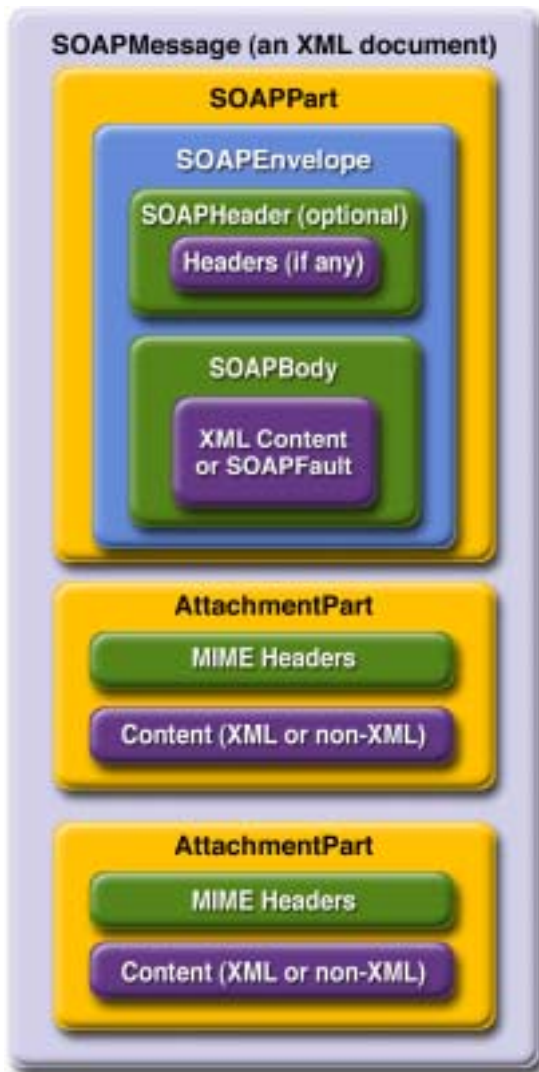 SOAPMessage (an XML document)
SOAPPart
SOAPEnvelope
SOAPHeader (optional)
Headers (if any)
SOAPBody
XML Content
or SOAPFault
AttachmentPart
MIME Headers
Content (XML or non-XML)
AttachmentPart
MIME Headers
Content (XML or non-XML)